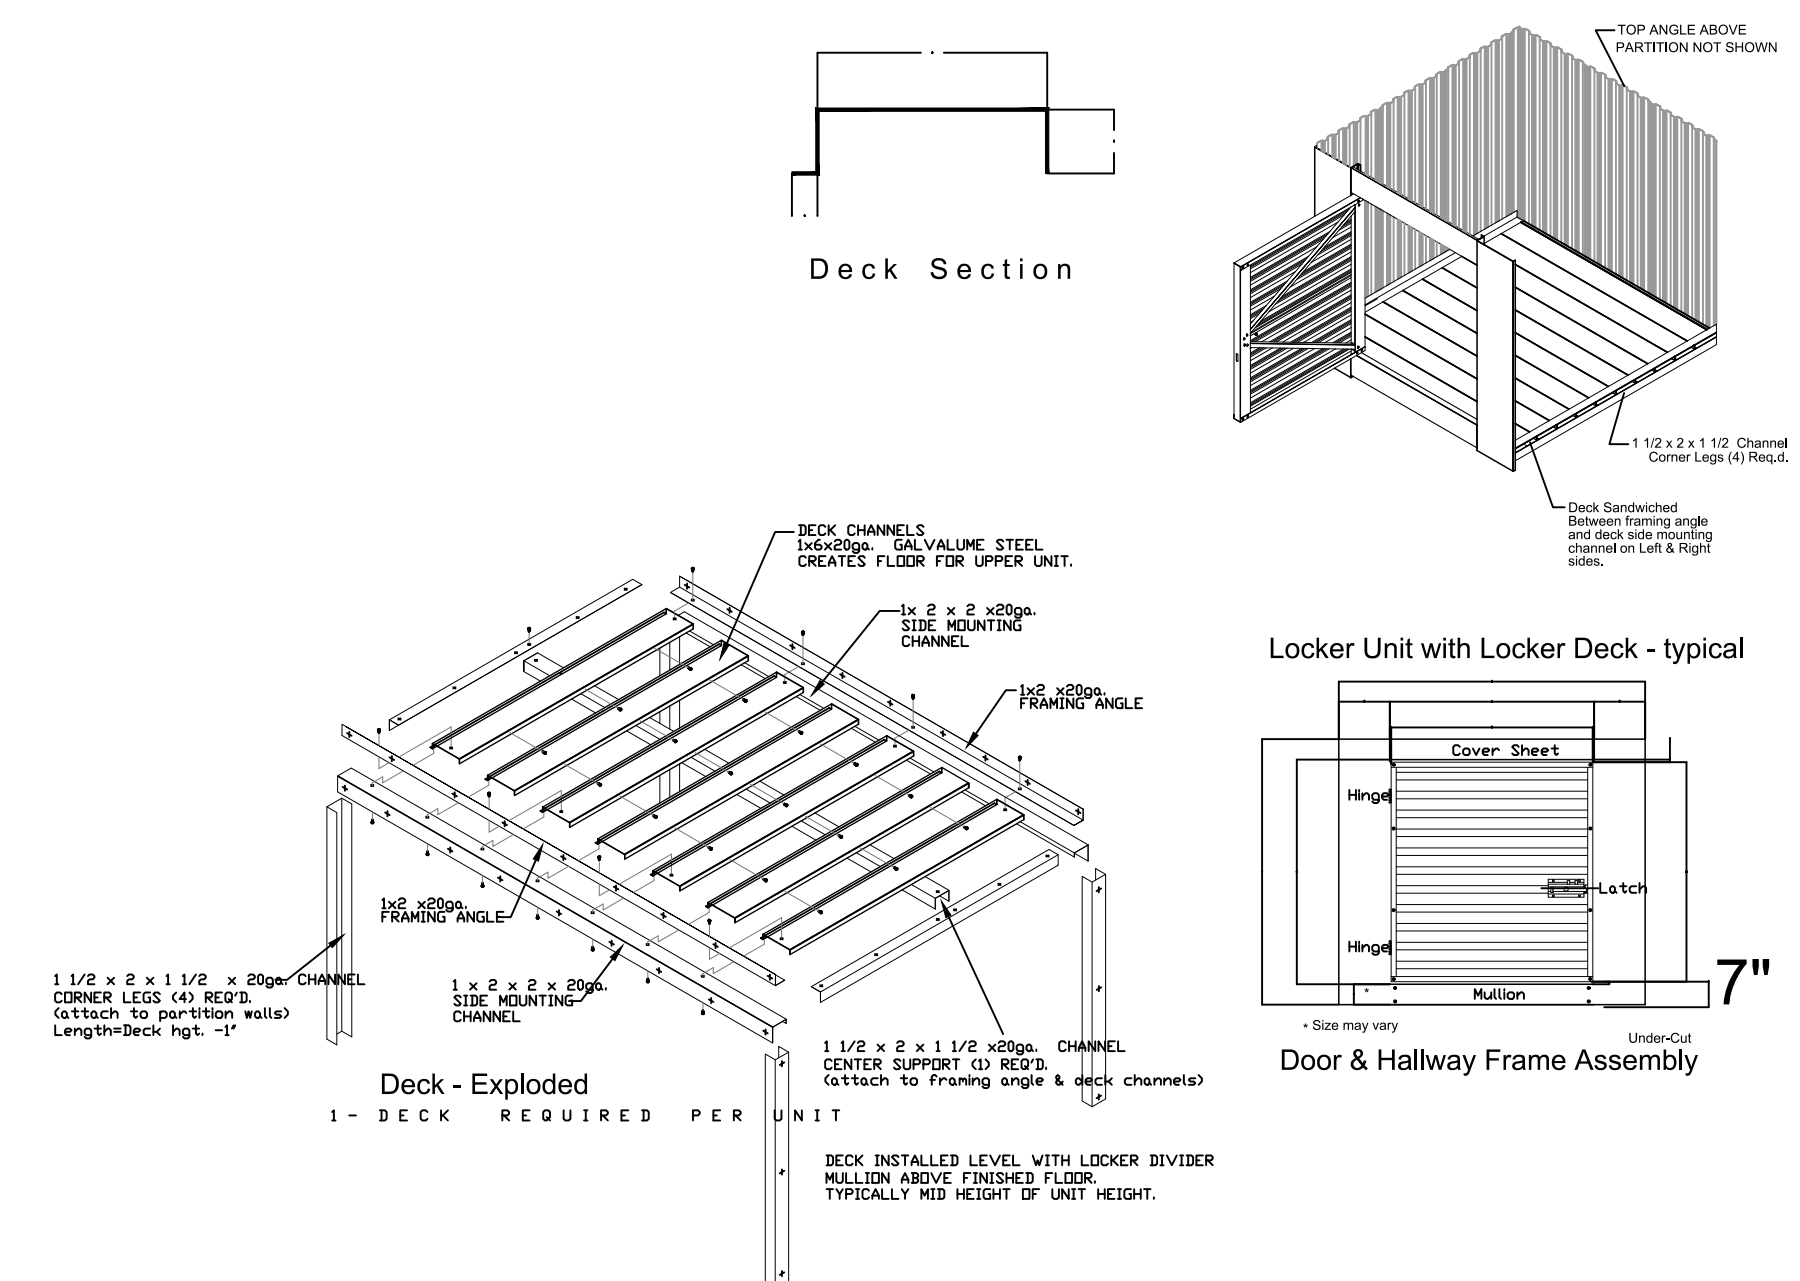 TOP ANGLE ABOVE
PARTITION NOT SHOWN
Deck Section
1 1/2 x 2 x 1 1/2 Channel
Corner Legs (4) Req.d.
Deck Sandwiched
Between framing angle
and deck side mounting
channel on Left & Right
sides.
DECK CHANNELS
1x6x20ga. GALVALUME STEEL
CREATES FLOOR FOR UPPER UNIT.
1x 2 x 2 x20ga.
SIDE MOUNTING
CHANNEL
1x2 x20ga.
FRAMING ANGLE
Locker Unit with Locker Deck - typical
Cover Sheet
Hinge
Latch
Hinge
7"
*
Mullion
* Size may vary
Under-Cut
Door & Hallway Frame Assembly
1x2 x20ga.
FRAMING ANGLE
1 1/2 x 2 x 1 1/2 x 20ga. CHANNEL
CORNER LEGS (4) REQ'D.
(attach to partition walls)
Length=Deck hgt. -1"
1 x 2 x 2 x 20ga.
SIDE MOUNTING
CHANNEL
1 1/2 x 2 x 1 1/2 x20ga. CHANNEL
CENTER SUPPORT (1) REQ'D.
(attach to framing angle & deck channels)
Deck - Exploded
1- DECK REQUIRED PER UNIT
DECK INSTALLED LEVEL WITH LOCKER DIVIDER
MULLION ABOVE FINISHED FLOOR.
TYPICALLY MID HEIGHT OF UNIT HEIGHT.